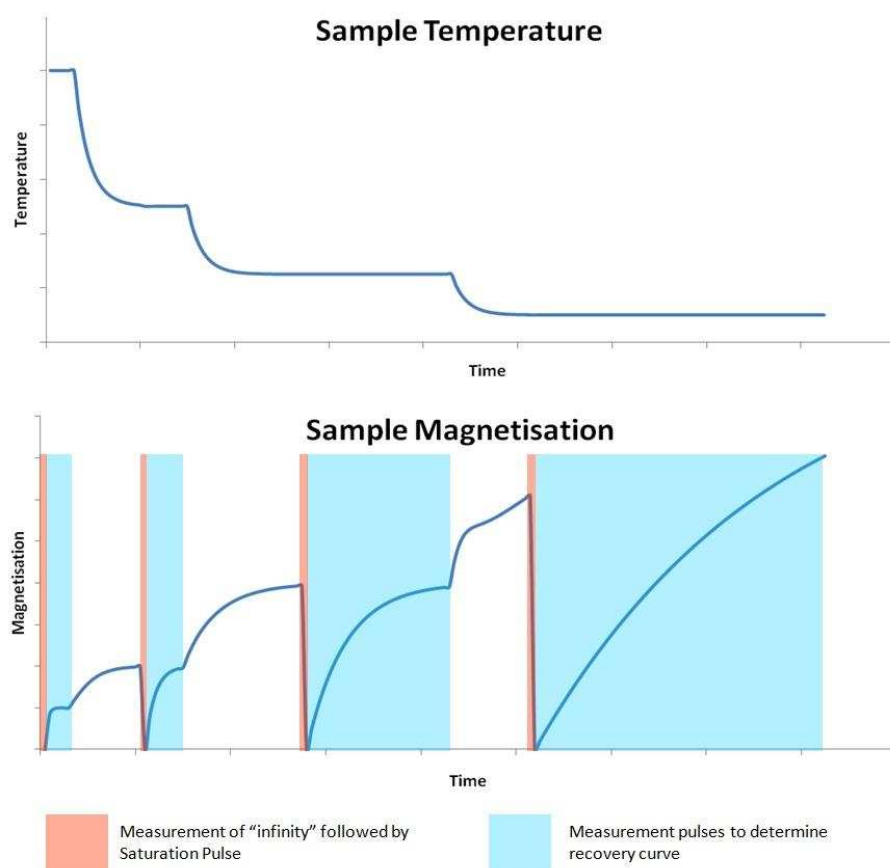 Sample Temperature
Temperature
Time
Sample Magnetisation
Magnetisation
Time
Measurement of “infinity” followed by
Saturation Pulse
Measurement pulses to determine
recovery curve